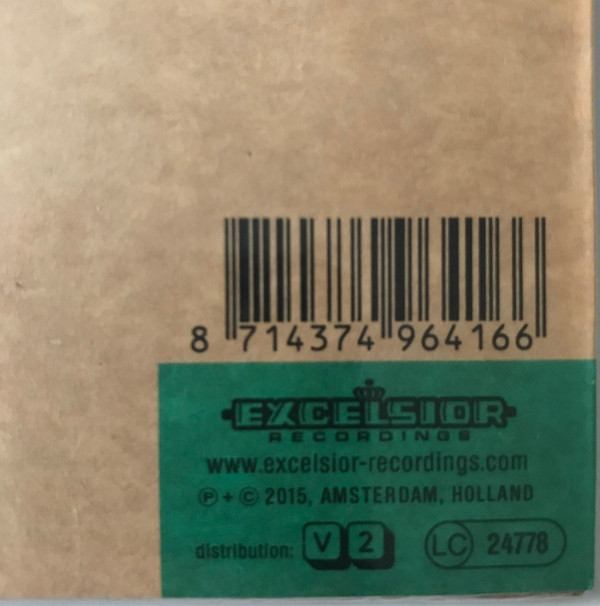 8 714374 964166
EXCELSIOR
RECORDINGS
www.excelsior-recordings.com
℗ + © 2015, AMSTERDAM, HOLLAND
distribution: V 2 LC 24778